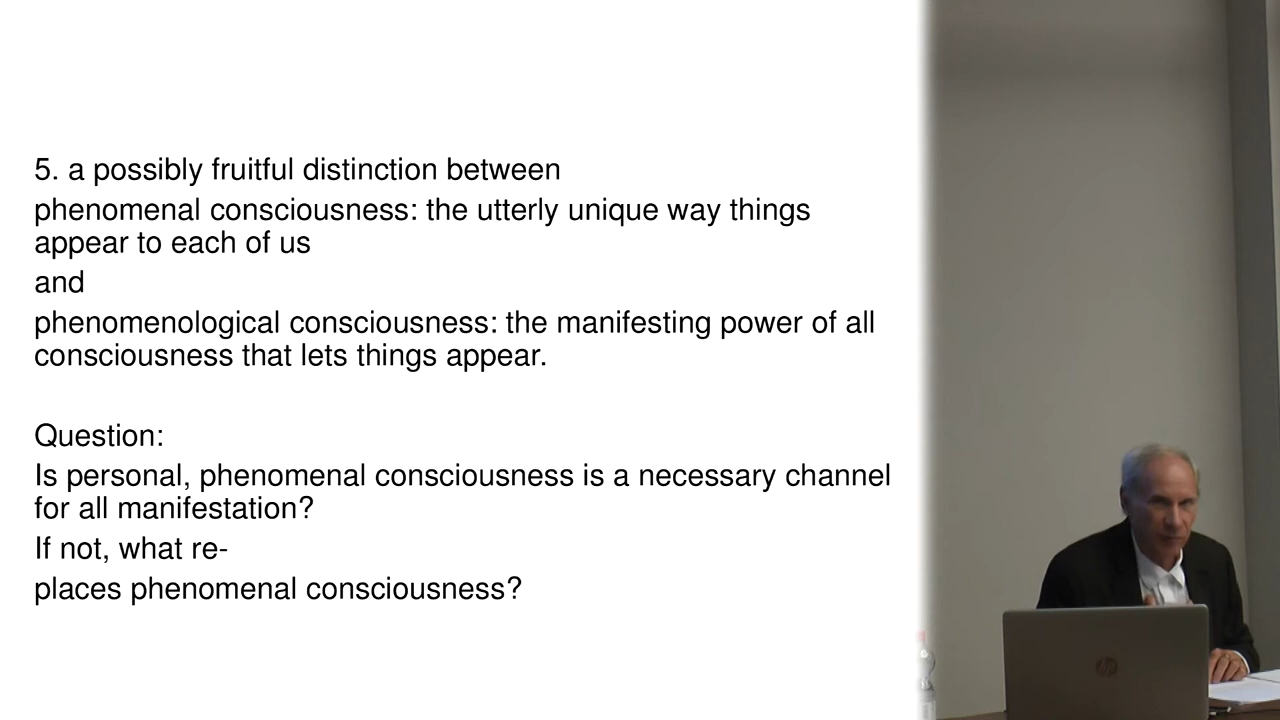 5. a possibly fruitful distinction between
phenomenal consciousness: the utterly unique way things
appear to each of us
and
phenomenological consciousness: the manifesting power of all
consciousness that lets things appear.
Question:
Is personal, phenomenal consciousness is a necessary channel
for all manifestation?
If not, what re-
places phenomenal consciousness?
hp